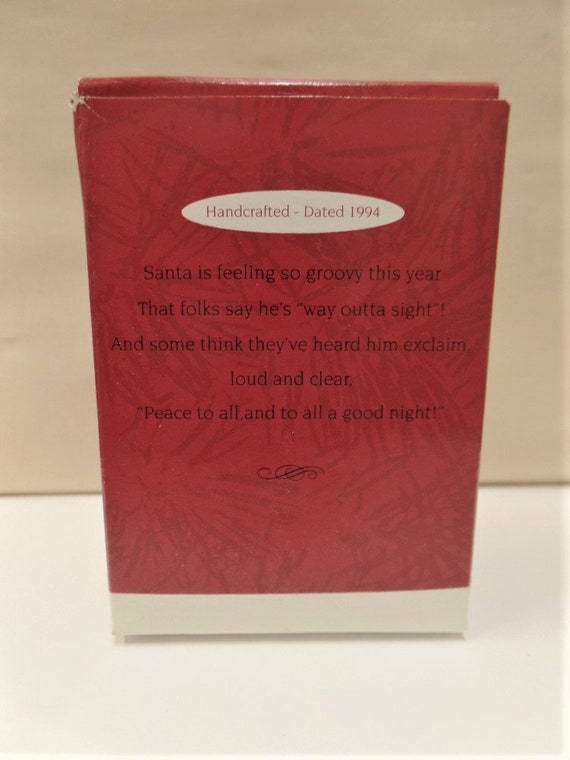 Handcrafted - Dated 1994
Santa is feeling so groovy this year
That folks say he's "way outta sight"!
And some think they've heard him exclaim,
loud and clear,
"Peace to all,and to all a good night!"